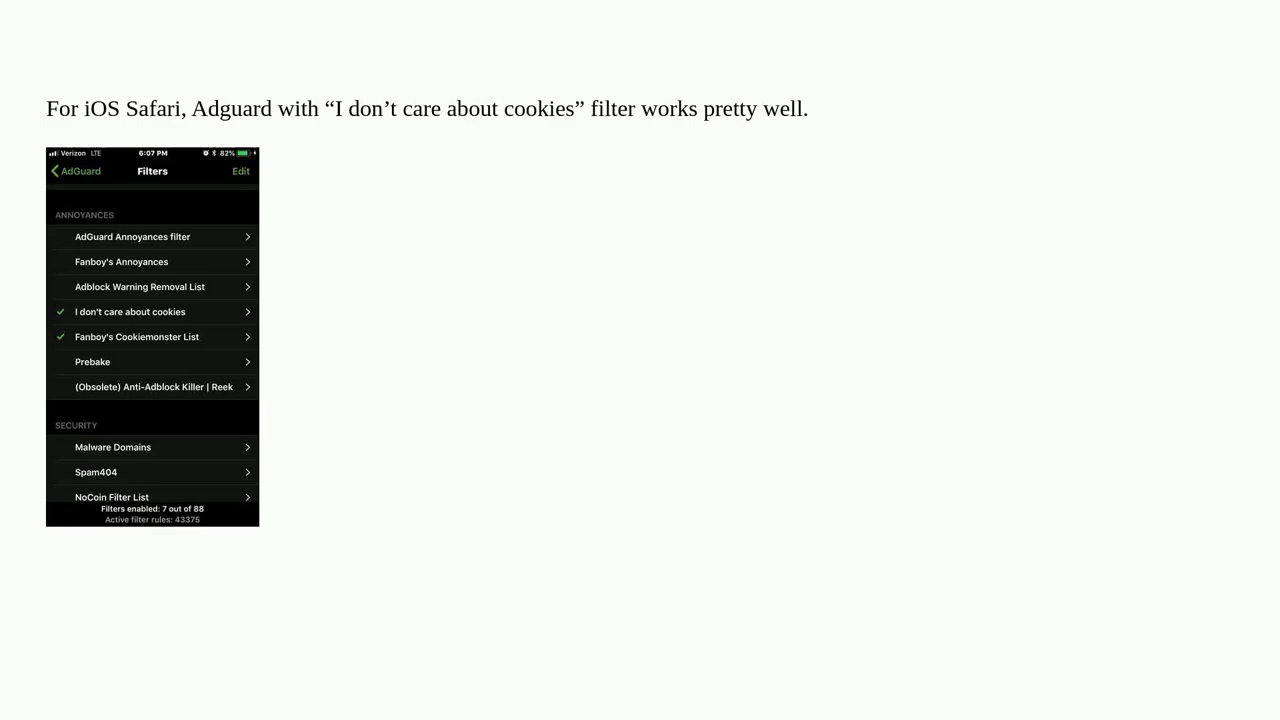 For iOS Safari, Adguard with “I don’t care about cookies” filter works pretty well.
Verizon LTE 6:07 PM 82%
AdGuard Filters Edit
ANNOYANCES
AdGuard Annoyances filter
Fanboy's Annoyances
Adblock Warning Removal List
I don't care about cookies
Fanboy's Cookiemonster List
Prebake
(Obsolete) Anti-Adblock Killer | Reek
SECURITY
Malware Domains
Spam404
NoCoin Filter List
Filters enabled: 7 out of 88
Active filter rules: 43375